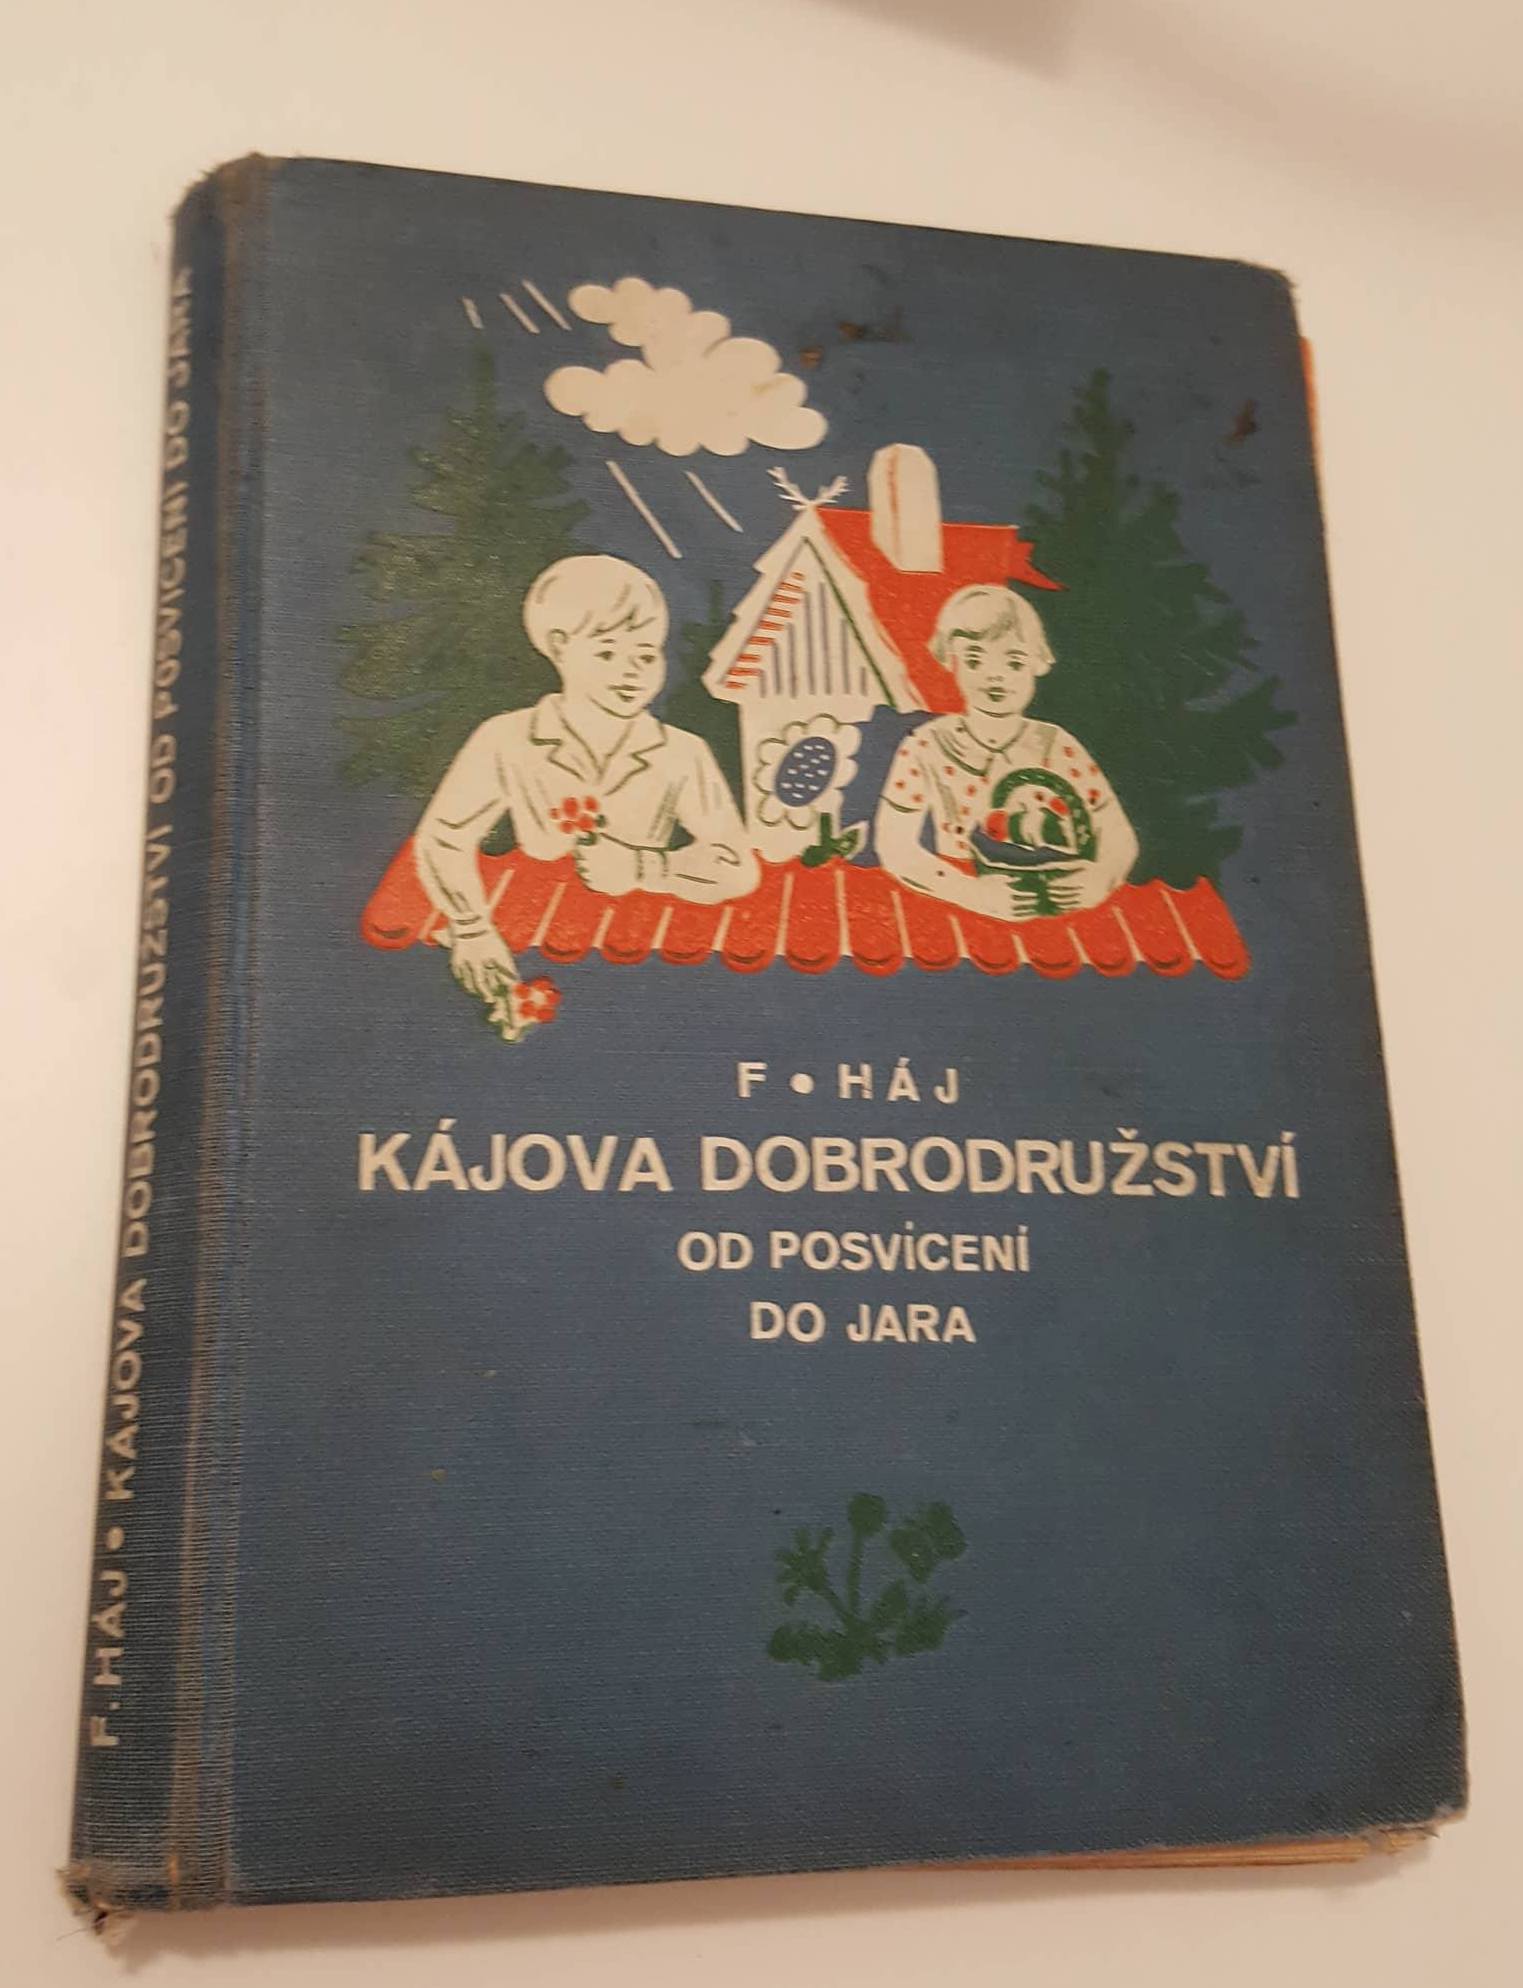 F • HÁJ
KÁJOVA DOBRODRUŽSTVÍ
OD POSVÍCENÍ
DO JARA
F. HÁJ • KÁJOVA DOBRODRUŽSTVÍ OD POSVÍCENÍ DO JARA